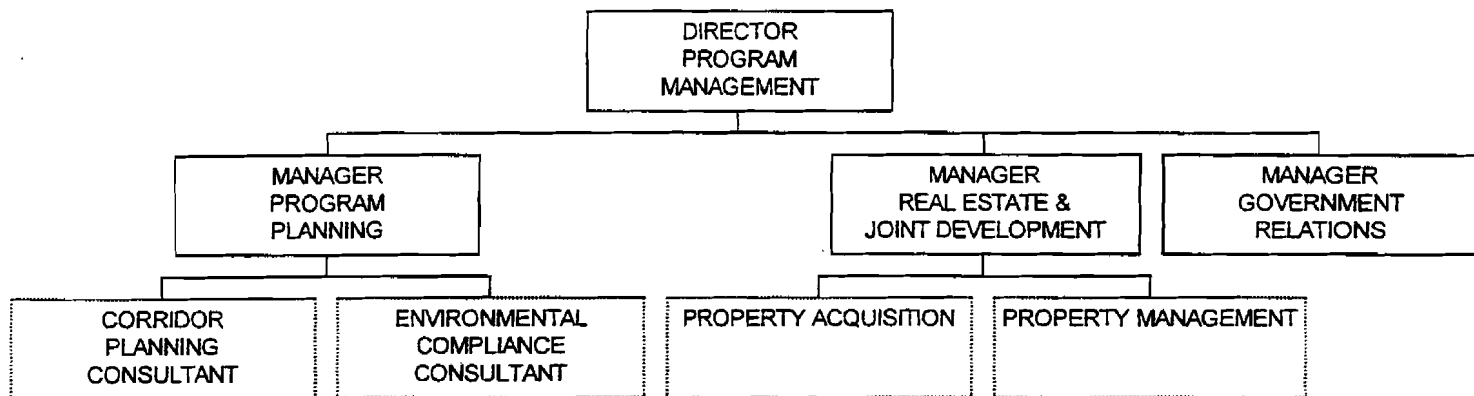 DIRECTOR
PROGRAM
MANAGEMENT
MANAGER
PROGRAM
PLANNING
MANAGER
REAL ESTATE &
JOINT DEVELOPMENT
MANAGER
GOVERNMENT
RELATIONS
CORRIDOR
PLANNING
CONSULTANT
ENVIRONMENTAL
COMPLIANCE
CONSULTANT
PROPERTY ACQUISITION
PROPERTY MANAGEMENT